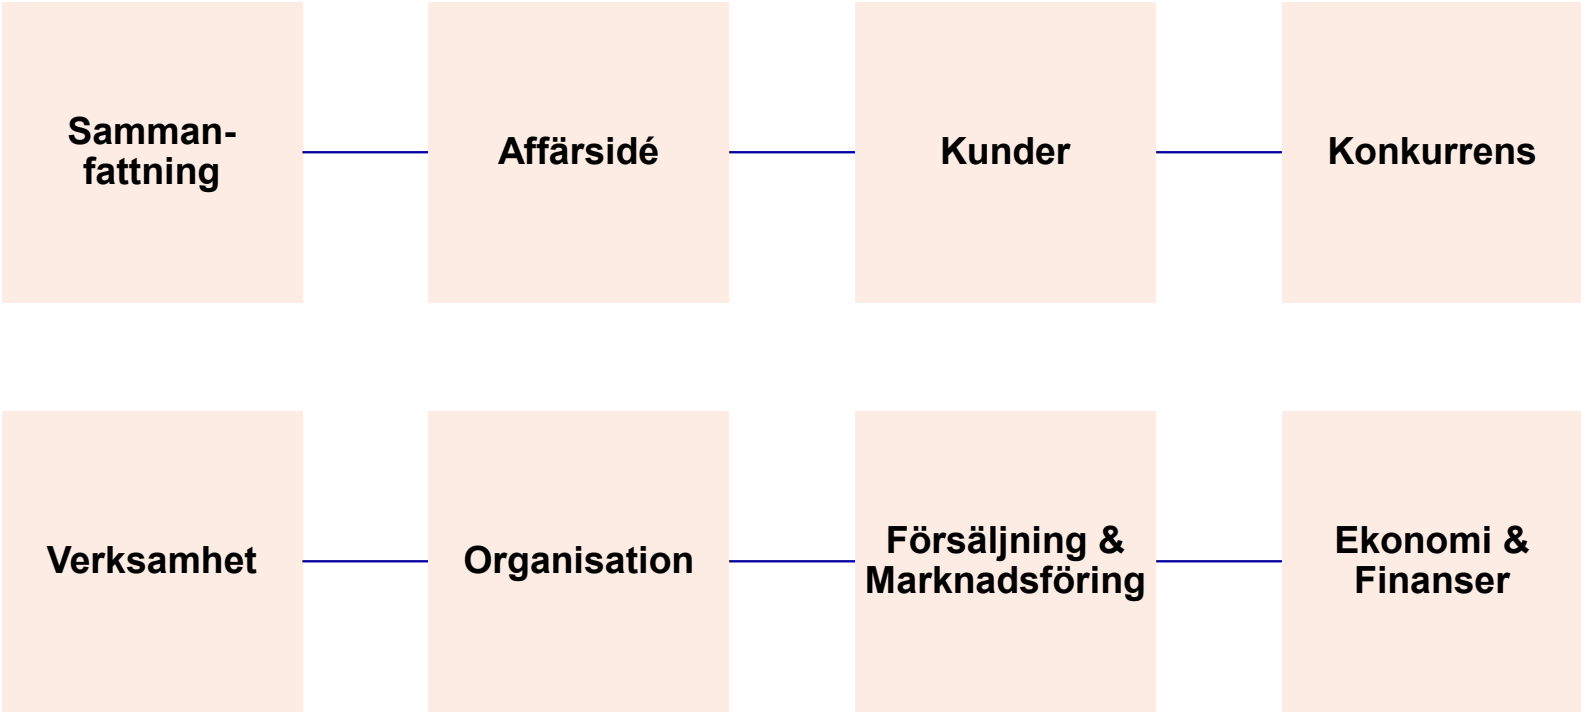 Samman-
fattning
Affärsidé
Kunder
Konkurrens
Verksamhet
Organisation
Försäljning &
Marknadsföring
Ekonomi &
Finanser